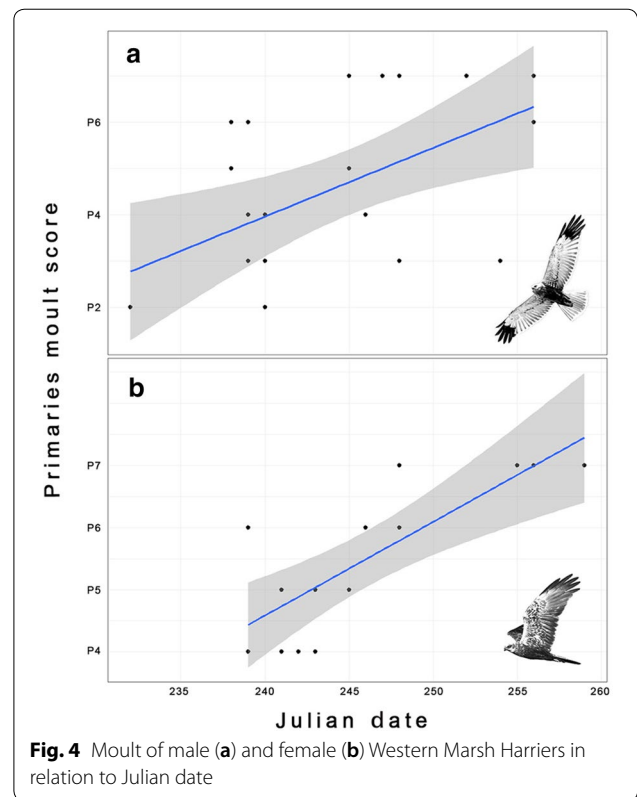 a
P6
P4
P2
Primaries moult score
b
P7
P6
P5
P4
235 240 245 250 255 260
Julian date
Fig. 4 Moult of male (a) and female (b) Western Marsh Harriers in
relation to Julian date